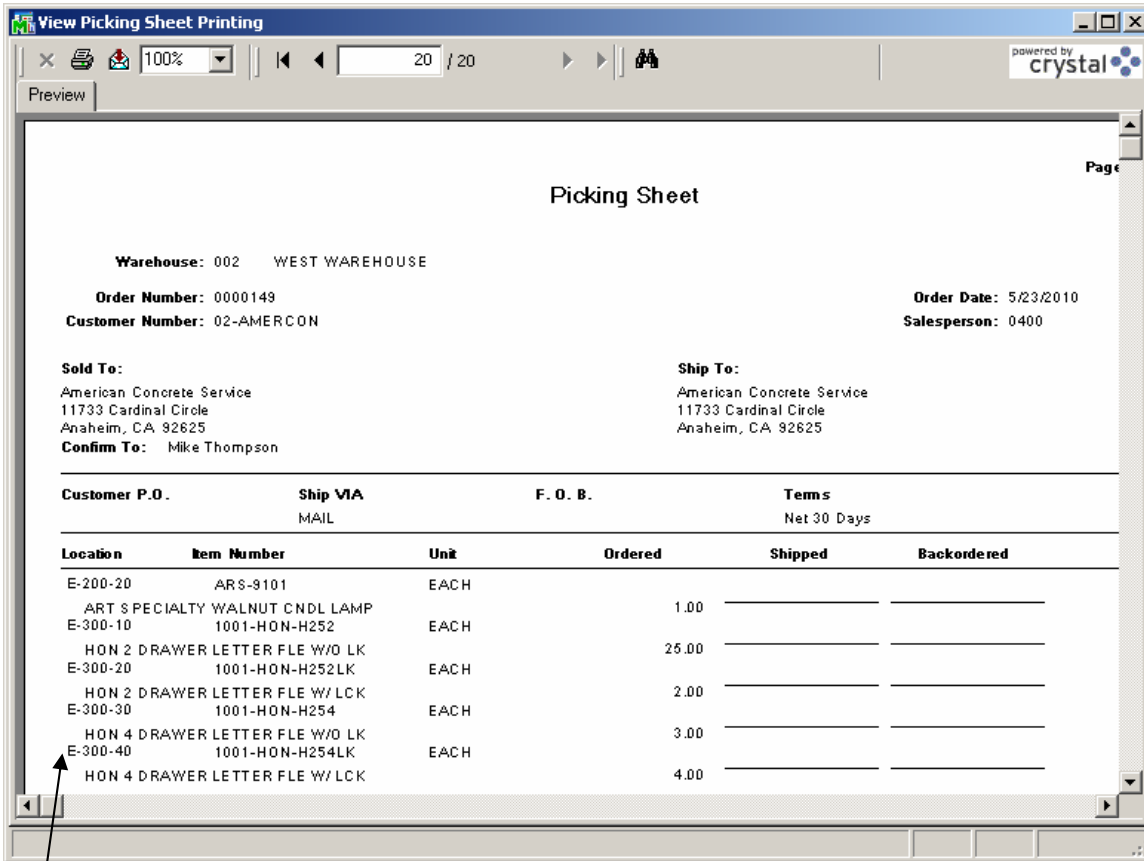 View Picking Sheet Printing
100% 20 / 20 powered by crystal
Preview
Page
Picking Sheet
Warehouse: 002 WEST WAREHOUSE
Order Number: 0000149 Order Date: 5/23/2010
Customer Number: 02-AMERCON Salesperson: 0400
Sold To: Ship To:
American Concrete Service American Concrete Service
11733 Cardinal Circle 11733 Cardinal Circle
Anaheim, CA 92625 Anaheim, CA 92625
Confirm To: Mike Thompson
Customer P.O. Ship VIA F. O. B. Terms
MAIL Net 30 Days
Location Item Number Unit Ordered Shipped Backordered
E-200-20 ARS-9101 EACH
ART SPECIALTY WALNUT CNDL LAMP 1.00
E-300-10 1001-HON-H252 EACH
HON 2 DRAWER LETTER FLE W/O LK 25.00
E-300-20 1001-HON-H252LK EACH
HON 2 DRAWER LETTER FLE W/ LCK 2.00
E-300-30 1001-HON-H254 EACH
HON 4 DRAWER LETTER FLE W/O LK 3.00
E-300-40 1001-HON-H254LK EACH
HON 4 DRAWER LETTER FLE W/ LCK 4.00